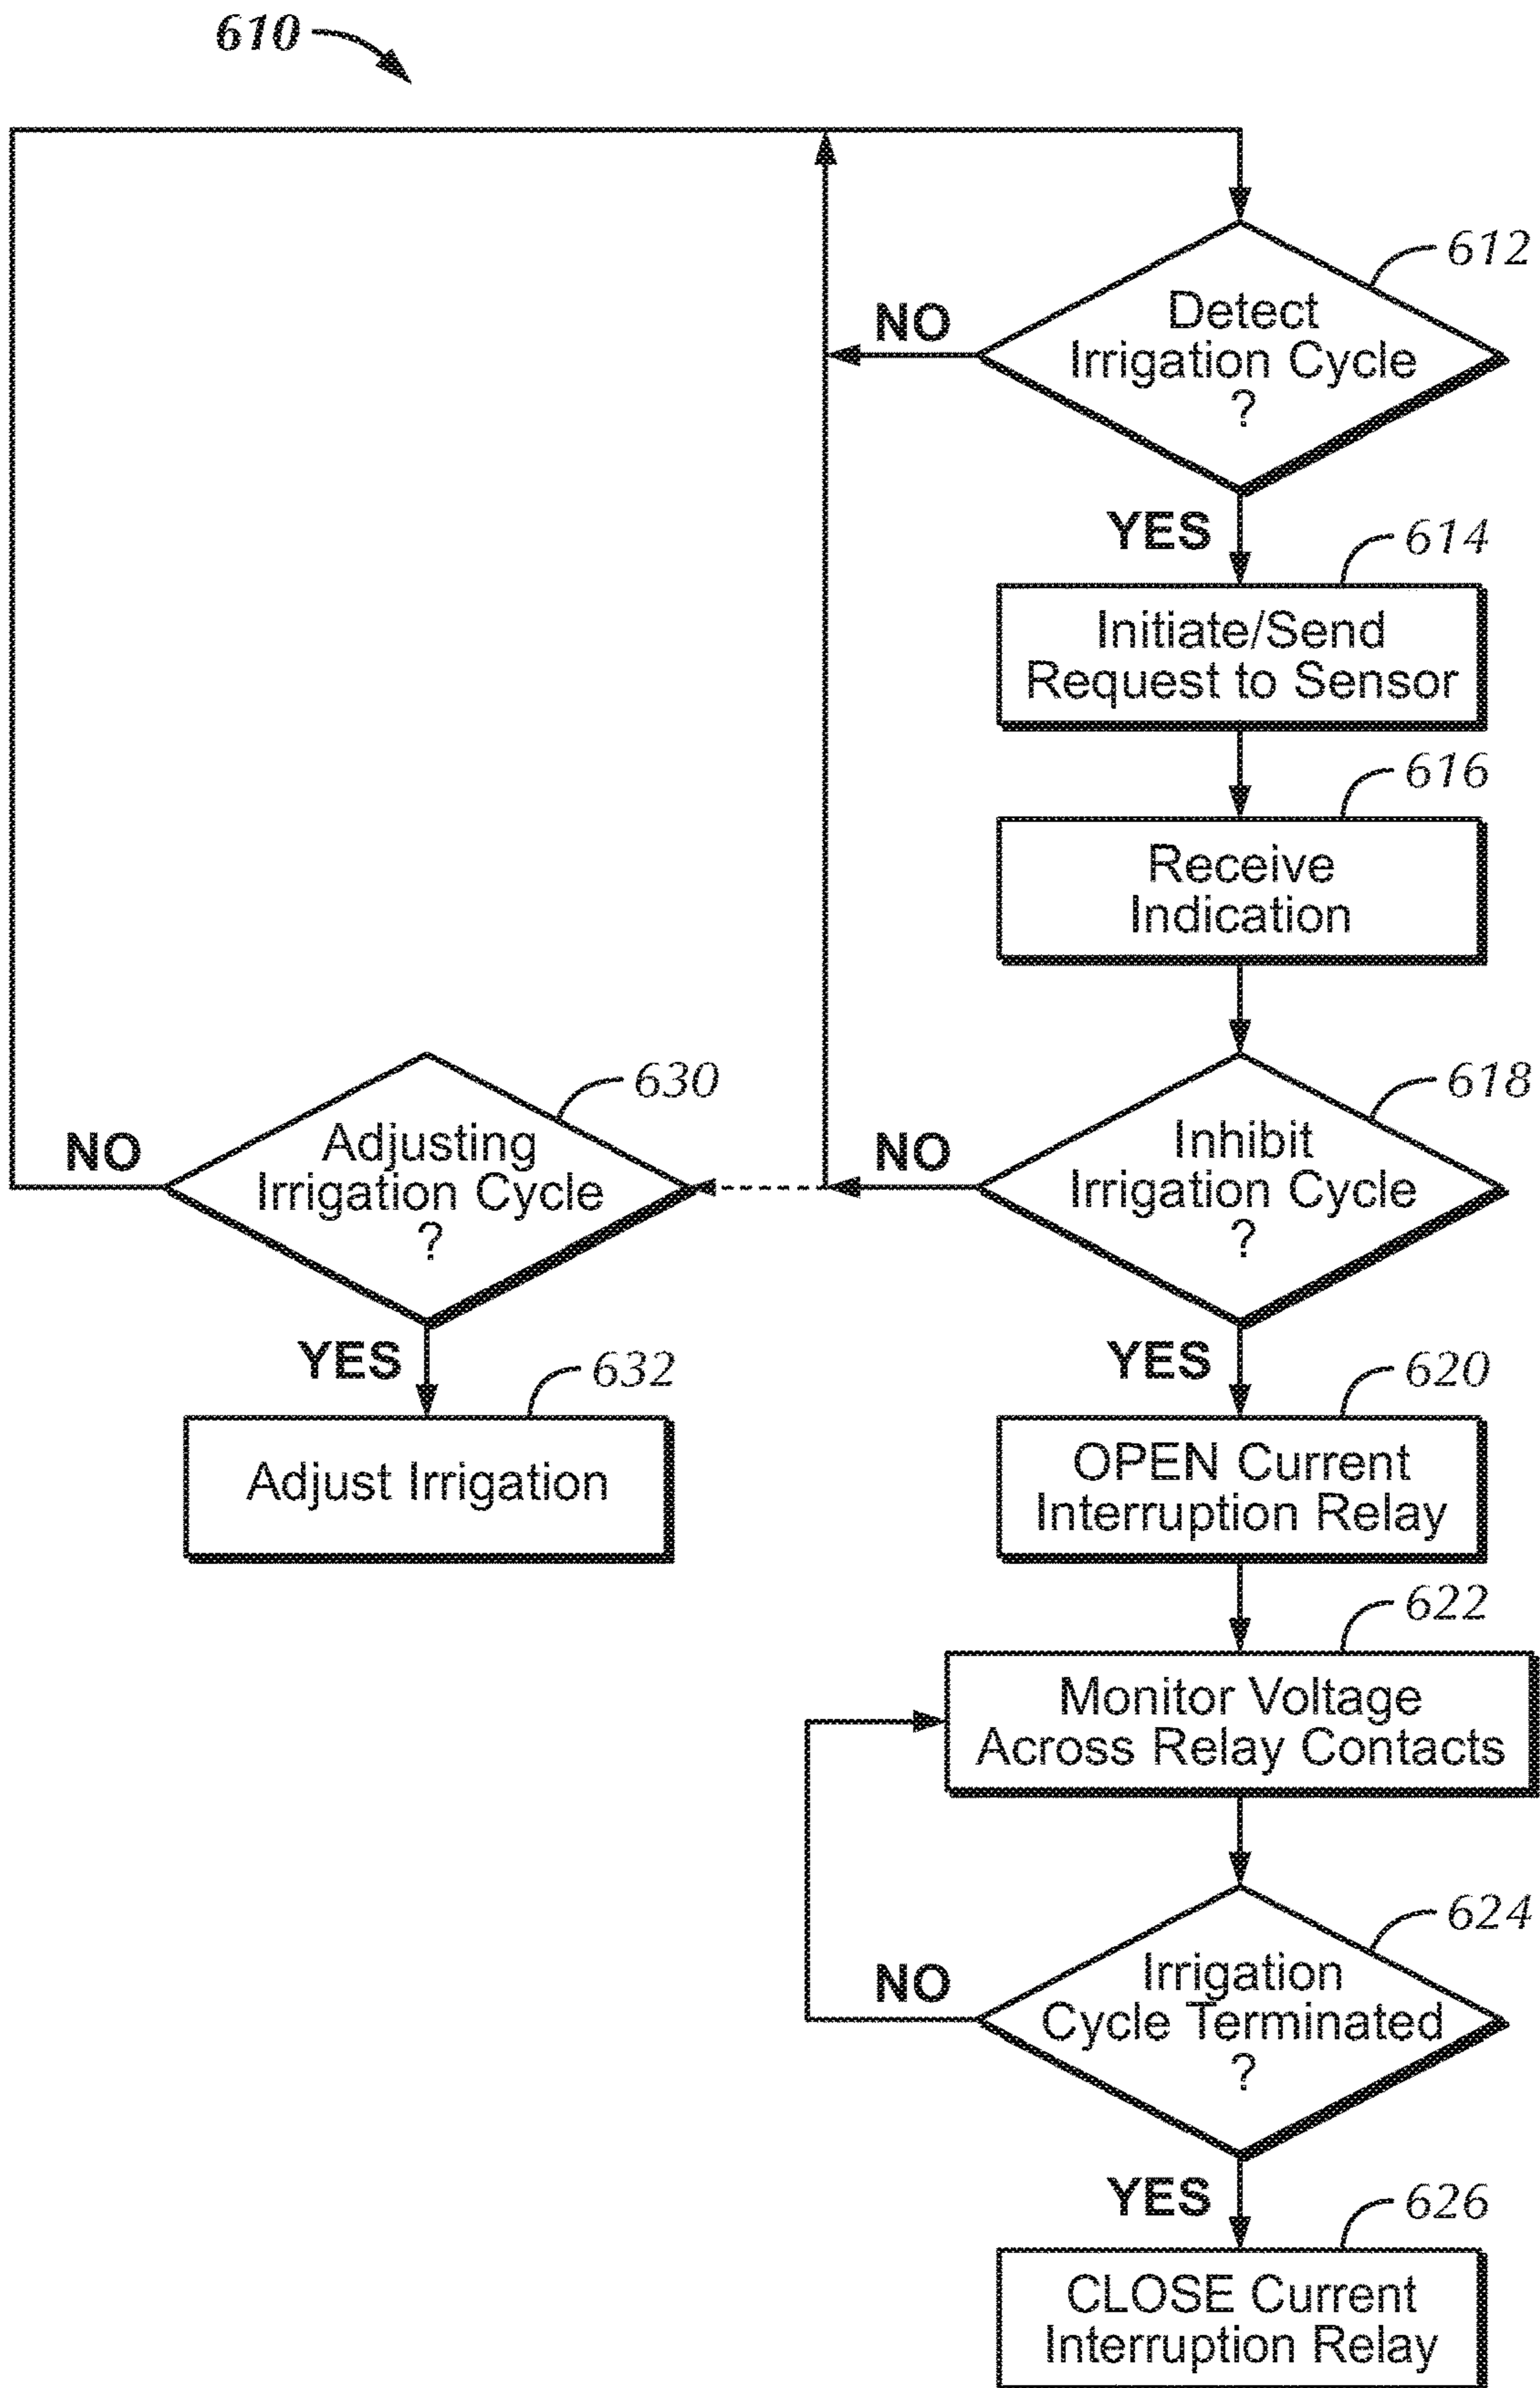 610
612
Detect
Irrigation Cycle
?
NO
YES
614
Initiate/Send
Request to Sensor
616
Receive
Indication
618
Inhibit
Irrigation Cycle
?
NO
630
Adjusting
Irrigation Cycle
?
NO
YES
632
Adjust Irrigation
YES
620
OPEN Current
Interruption Relay
622
Monitor Voltage
Across Relay Contacts
624
Irrigation
Cycle Terminated
?
NO
YES
626
CLOSE Current
Interruption Relay